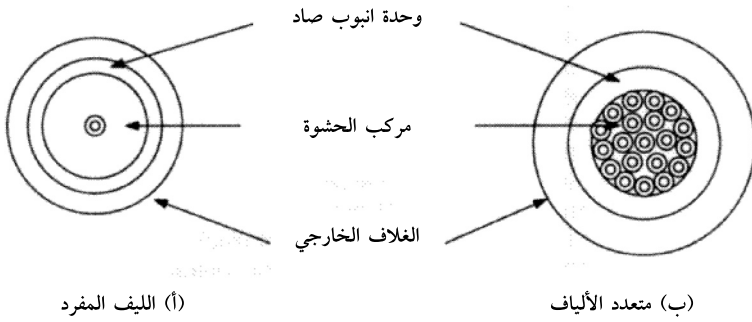 وحدة انبوب صاد
مركب الحشوة
الغلاف الخارجي
(أ) الليف المفرد
(ب) متعدد الألياف